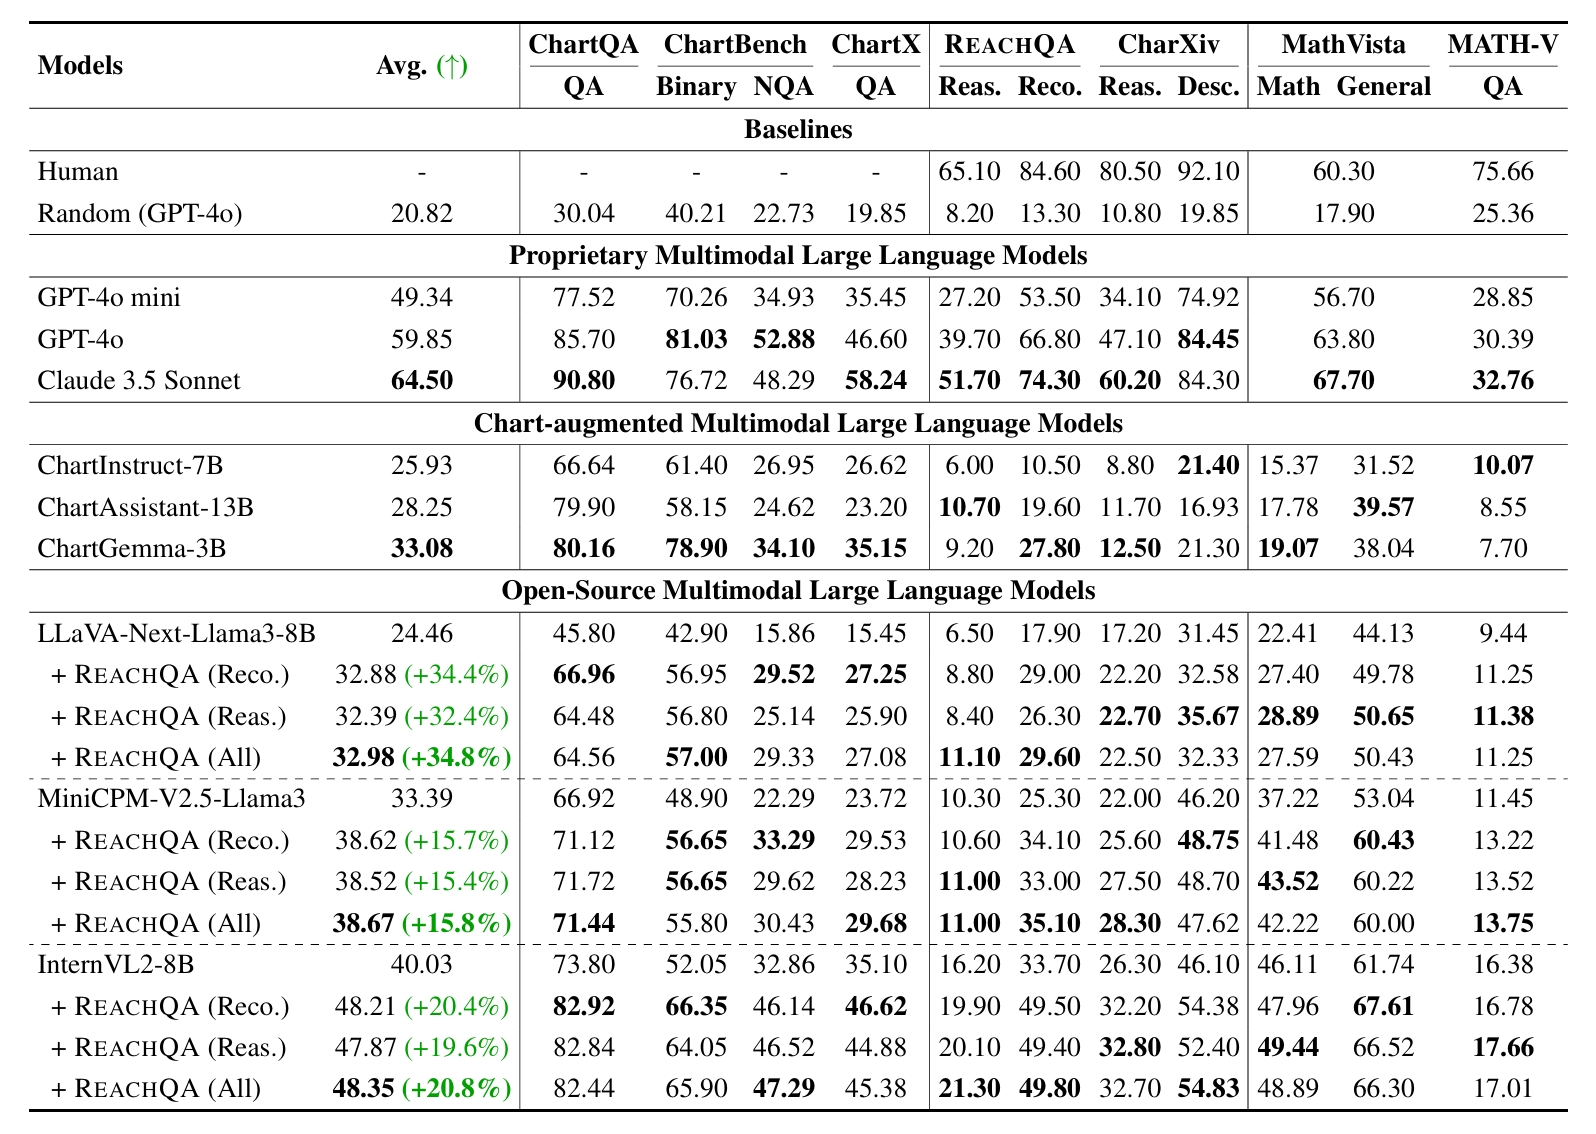 Models Avg. (↑) ChartQA ChartBench ChartX REACHQA CharXiv MathVista MATH-V
QA Binary NQA QA Reas. Reco. Reas. Desc. Math General QA
Baselines
Human - - - - - 65.10 84.60 80.50 92.10 60.30 75.66
Random (GPT-4o) 20.82 30.04 40.21 22.73 19.85 8.20 13.30 10.80 19.85 17.90 25.36
Proprietary Multimodal Large Language Models
GPT-4o mini 49.34 77.52 70.26 34.93 35.45 27.20 53.50 34.10 74.92 56.70 28.85
GPT-4o 59.85 85.70 81.03 52.88 46.60 39.70 66.80 47.10 84.45 63.80 30.39
Claude 3.5 Sonnet 64.50 90.80 76.72 48.29 58.24 51.70 74.30 60.20 84.30 67.70 32.76
Chart-augmented Multimodal Large Language Models
ChartInstruct-7B 25.93 66.64 61.40 26.95 26.62 6.00 10.50 8.80 21.40 15.37 31.52 10.07
ChartAssistant-13B 28.25 79.90 58.15 24.62 23.20 10.70 19.60 11.70 16.93 17.78 39.57 8.55
ChartGemma-3B 33.08 80.16 78.90 34.10 35.15 9.20 27.80 12.50 21.30 19.07 38.04 7.70
Open-Source Multimodal Large Language Models
LLaVA-Next-Llama3-8B 24.46 45.80 42.90 15.86 15.45 6.50 17.90 17.20 31.45 22.41 44.13 9.44
+ REACHQA (Reco.) 32.88 (+34.4%) 66.96 56.95 29.52 27.25 8.80 29.00 22.20 32.58 27.40 49.78 11.25
+ REACHQA (Reas.) 32.39 (+32.4%) 64.48 56.80 25.14 25.90 8.40 26.30 22.70 35.67 28.89 50.65 11.38
+ REACHQA (All) 32.98 (+34.8%) 64.56 57.00 29.33 27.08 11.10 29.60 22.50 32.33 27.59 50.43 11.25
MiniCPM-V2.5-Llama3 33.39 66.92 48.90 22.29 23.72 10.30 25.30 22.00 46.20 37.22 53.04 11.45
+ REACHQA (Reco.) 38.62 (+15.7%) 71.12 56.65 33.29 29.53 10.60 34.10 25.60 48.75 41.48 60.43 13.22
+ REACHQA (Reas.) 38.52 (+15.4%) 71.72 56.65 29.62 28.23 11.00 33.00 27.50 48.70 43.52 60.22 13.52
+ REACHQA (All) 38.67 (+15.8%) 71.44 55.80 30.43 29.68 11.00 35.10 28.30 47.62 42.22 60.00 13.75
InternVL2-8B 40.03 73.80 52.05 32.86 35.10 16.20 33.70 26.30 46.10 46.11 61.74 16.38
+ REACHQA (Reco.) 48.21 (+20.4%) 82.92 66.35 46.14 46.62 19.90 49.50 32.20 54.38 47.96 67.61 16.78
+ REACHQA (Reas.) 47.87 (+19.6%) 82.84 64.05 46.52 44.88 20.10 49.40 32.80 52.40 49.44 66.52 17.66
+ REACHQA (All) 48.35 (+20.8%) 82.44 65.90 47.29 45.38 21.30 49.80 32.70 54.83 48.89 66.30 17.01